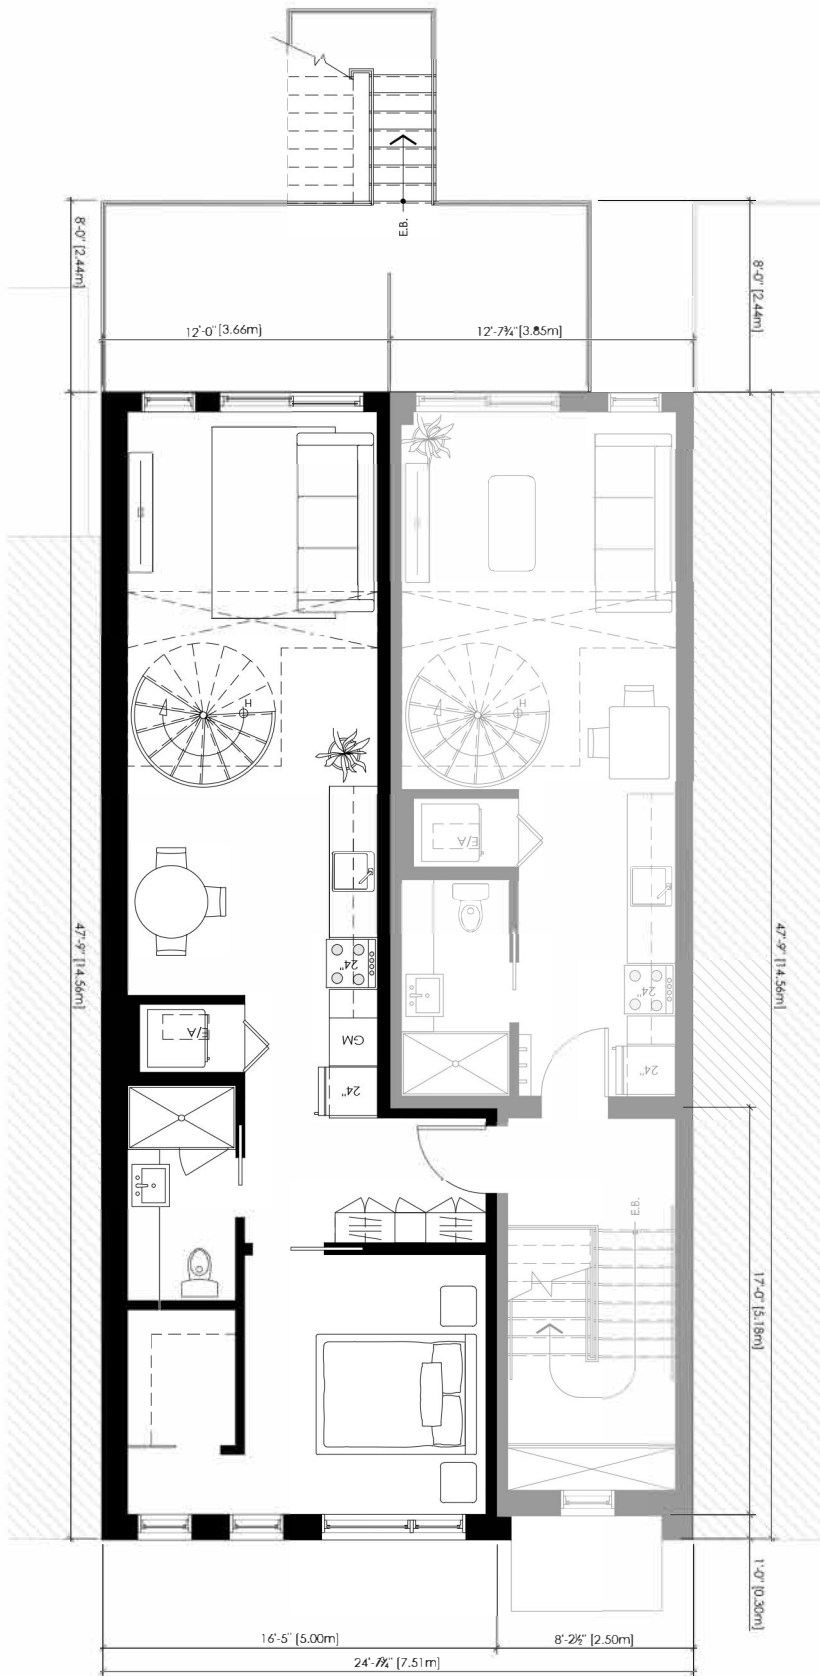 E.B.
8'-0" [2.44m]
8'-0" [2.44m]
12'-0" [3.66m]
12'-7¾" [3.85m]
H
H
E/A
24"
47'-9" [14.56m]
47'-9" [14.56m]
24"
E/A
GM
24"
24"
E.B.
17'-0" [5.18m]
1'-0" [0.30m]
16'-5" [5.00m]
8'-2½" [2.50m]
24'-7¾" [7.51m]